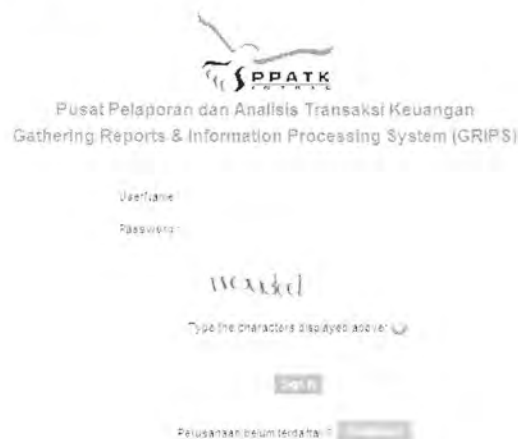 PPATK
INTRAC
Pusat Pelaporan dan Analisis Transaksi Keuangan
Gathering Reports & Information Processing System (GRIPS)
UserName
Password
Type the characters displayed above:
Sign In
Perusahaan belum terdaftar?